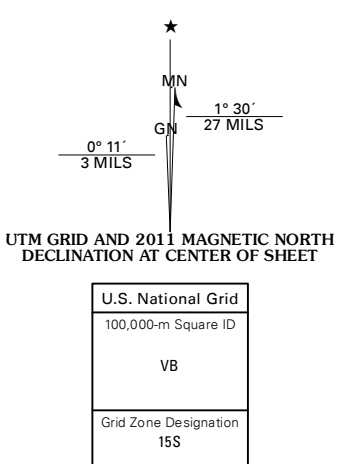 ★
MN
1° 30´
27 MILS
GN
0° 11´
3 MILS
UTM GRID AND 2011 MAGNETIC NORTH
DECLINATION AT CENTER OF SHEET
U.S. National Grid
100,000-m Square ID
VB
Grid Zone Designation
15S